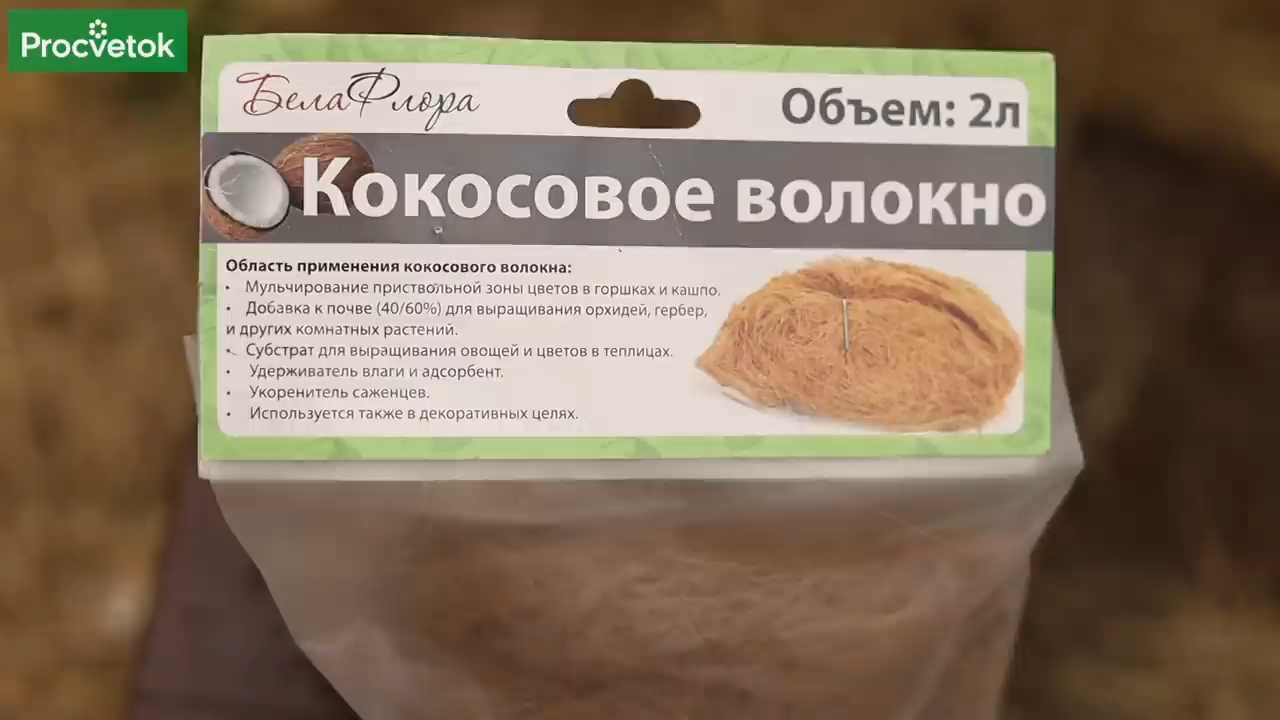 Procvetok
БелаФлора
Объем: 2л
Кокосовое волокно
Область применения кокосового волокна:
• Мульчирование приствольной зоны цветов в горшках и кашпо.
• Добавка к почве (40/60%) для выращивания орхидей, гербер,
и других комнатных растений.
• Субстрат для выращивания овощей и цветов в теплицах.
• Удерживатель влаги и адсорбент.
• Укоренитель саженцев.
• Используется также в декоративных целях.